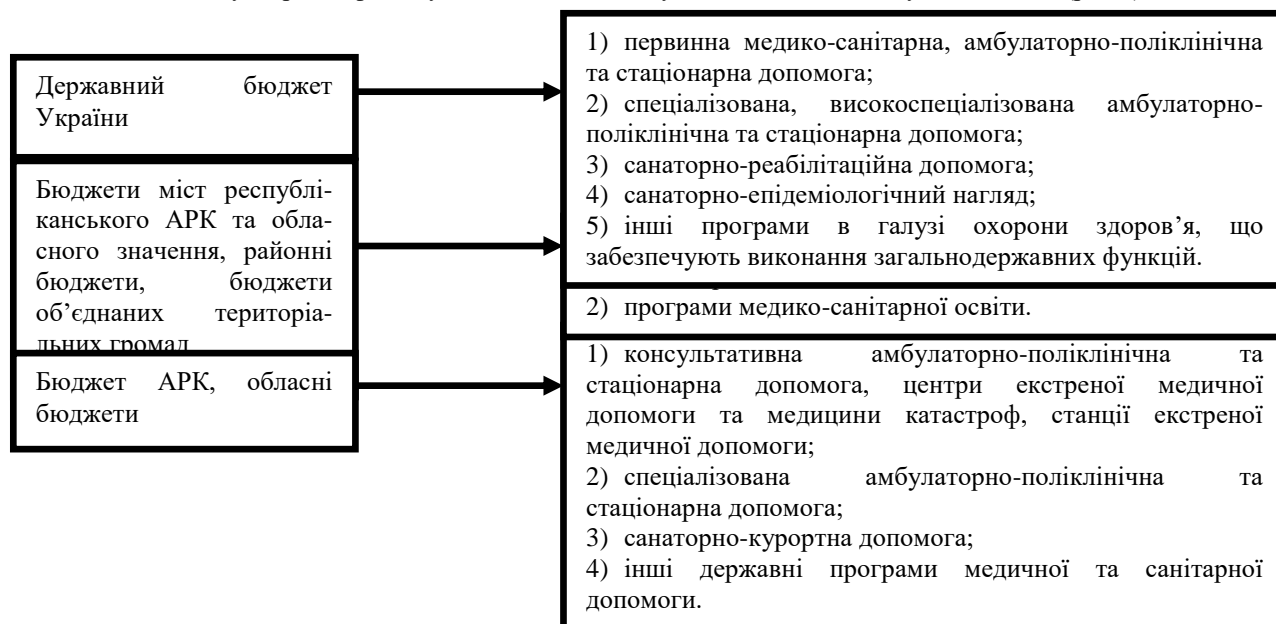 Державний бюджет
України
Бюджети міст республі-
канського АРК та обла-
сного значення, районні
бюджети, бюджети
об’єднаних територіа-
льних громад
Бюджет АРК, обласні
бюджети
1) первинна медико-санітарна, амбулаторно-поліклінічна
та стаціонарна допомога;
2) спеціалізована, високоспеціалізована амбулаторно-
поліклінічна та стаціонарна допомога;
3) санаторно-реабілітаційна допомога;
4) санаторно-епідеміологічний нагляд;
5) інші програми в галузі охорони здоров’я, що
забезпечують виконання загальнодержавних функцій.
2) програми медико-санітарної освіти.
1) консультативна амбулаторно-поліклінічна та
стаціонарна допомога, центри екстреної медичної
допомоги та медицини катастроф, станції екстреної
медичної допомоги;
2) спеціалізована амбулаторно-поліклінічна та
стаціонарна допомога;
3) санаторно-курортна допомога;
4) інші державні програми медичної та санітарної
допомоги.